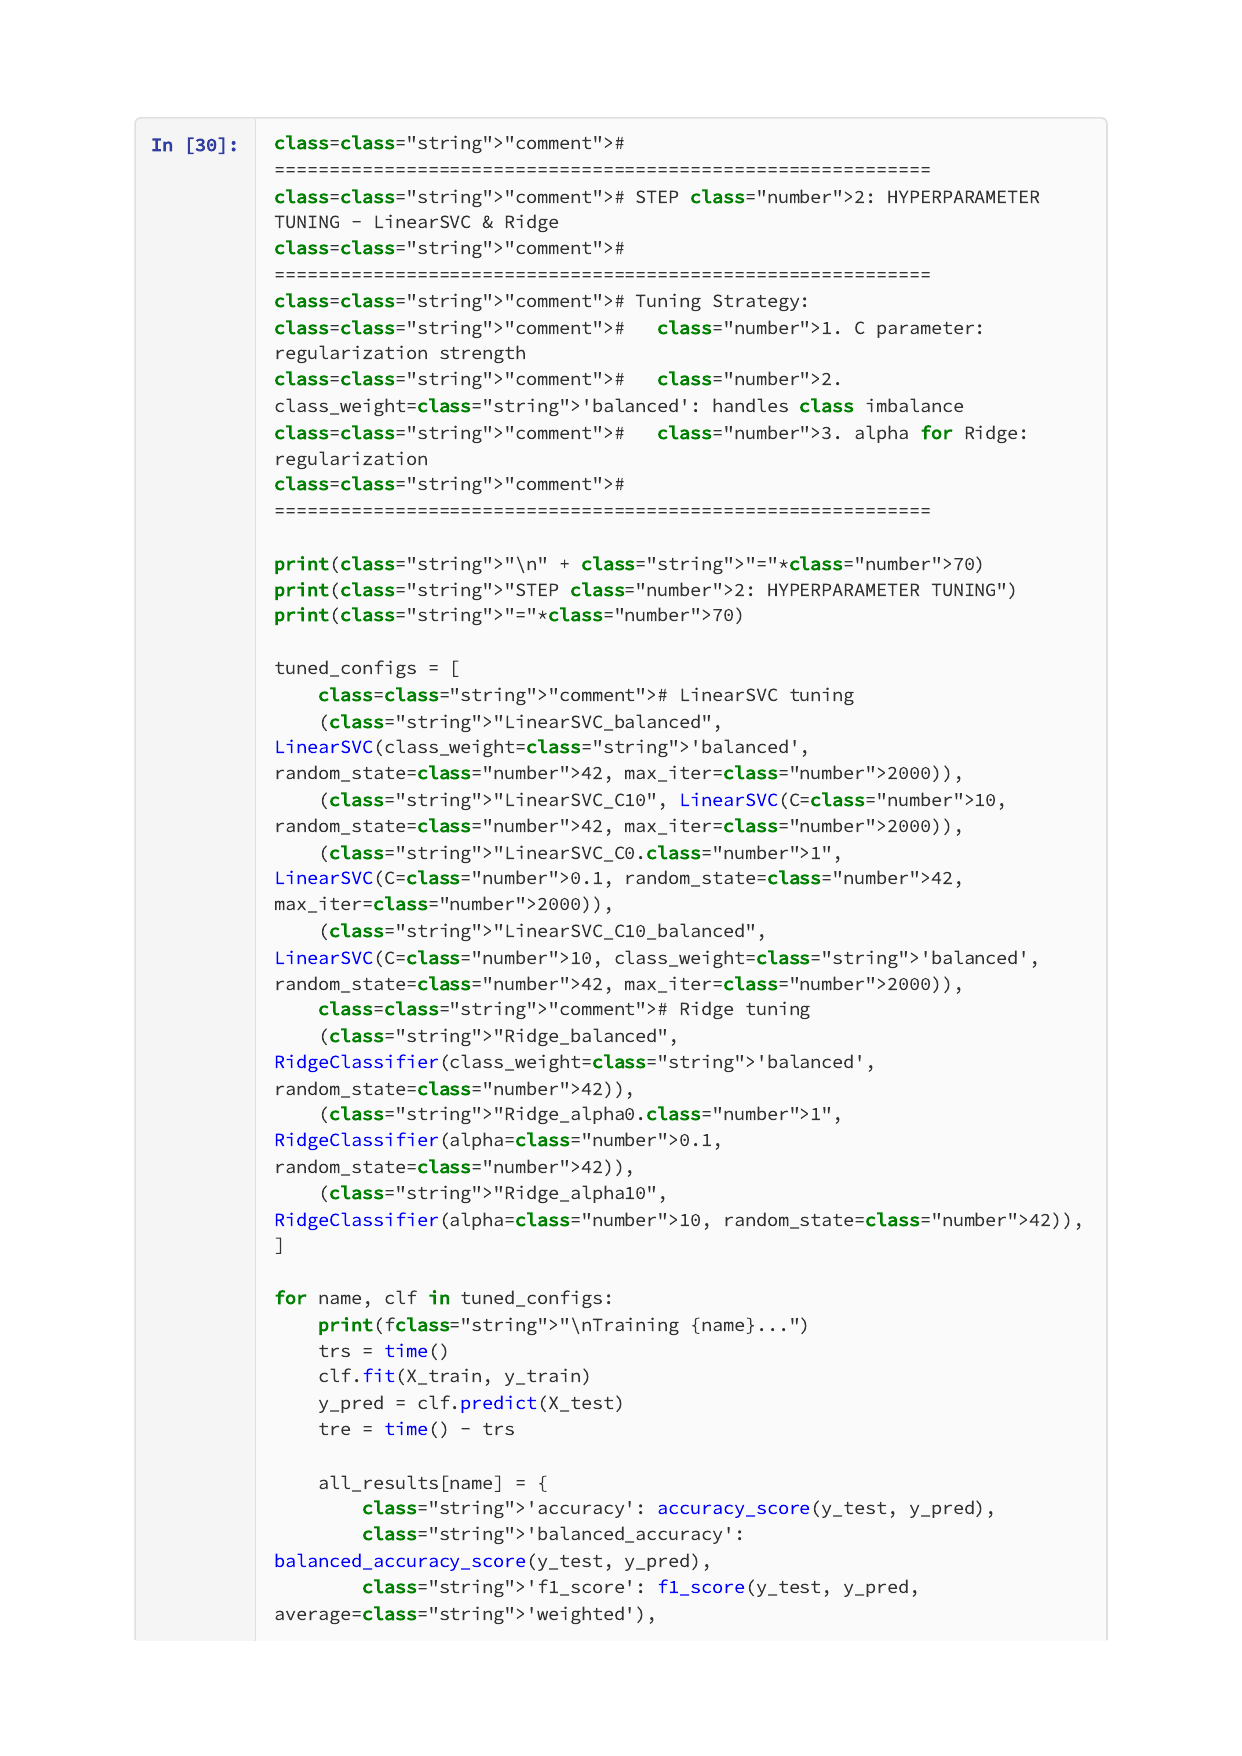 In [30]:
class=class="string">"comment">#
============================================================
class=class="string">"comment"># STEP class="number">2: HYPERPARAMETER
TUNING - LinearSVC & Ridge
class=class="string">"comment">#
============================================================
class=class="string">"comment"># Tuning Strategy:
class=class="string">"comment">#   class="number">1. C parameter:
regularization strength
class=class="string">"comment">#   class="number">2.
class_weight=class="string">'balanced': handles class imbalance
class=class="string">"comment">#   class="number">3. alpha for Ridge:
regularization
class=class="string">"comment">#
============================================================

print(class="string">"\n" + class="string">"="*class="number">70)
print(class="string">"STEP class="number">2: HYPERPARAMETER TUNING")
print(class="string">"="*class="number">70)

tuned_configs = [
    class=class="string">"comment"># LinearSVC tuning
    (class="string">"LinearSVC_balanced",
LinearSVC(class_weight=class="string">'balanced',
random_state=class="number">42, max_iter=class="number">2000)),
    (class="string">"LinearSVC_C10", LinearSVC(C=class="number">10,
random_state=class="number">42, max_iter=class="number">2000)),
    (class="string">"LinearSVC_C0.class="number">1",
LinearSVC(C=class="number">0.1, random_state=class="number">42,
max_iter=class="number">2000)),
    (class="string">"LinearSVC_C10_balanced",
LinearSVC(C=class="number">10, class_weight=class="string">'balanced',
random_state=class="number">42, max_iter=class="number">2000)),
    class=class="string">"comment"># Ridge tuning
    (class="string">"Ridge_balanced",
RidgeClassifier(class_weight=class="string">'balanced',
random_state=class="number">42)),
    (class="string">"Ridge_alpha0.class="number">1",
RidgeClassifier(alpha=class="number">0.1,
random_state=class="number">42)),
    (class="string">"Ridge_alpha10",
RidgeClassifier(alpha=class="number">10, random_state=class="number">42)),
]

for name, clf in tuned_configs:
    print(fclass="string">"\nTraining {name}...")
    trs = time()
    clf.fit(X_train, y_train)
    y_pred = clf.predict(X_test)
    tre = time() - trs

    all_results[name] = {
        class="string">'accuracy': accuracy_score(y_test, y_pred),
        class="string">'balanced_accuracy':
balanced_accuracy_score(y_test, y_pred),
        class="string">'f1_score': f1_score(y_test, y_pred,
average=class="string">'weighted'),